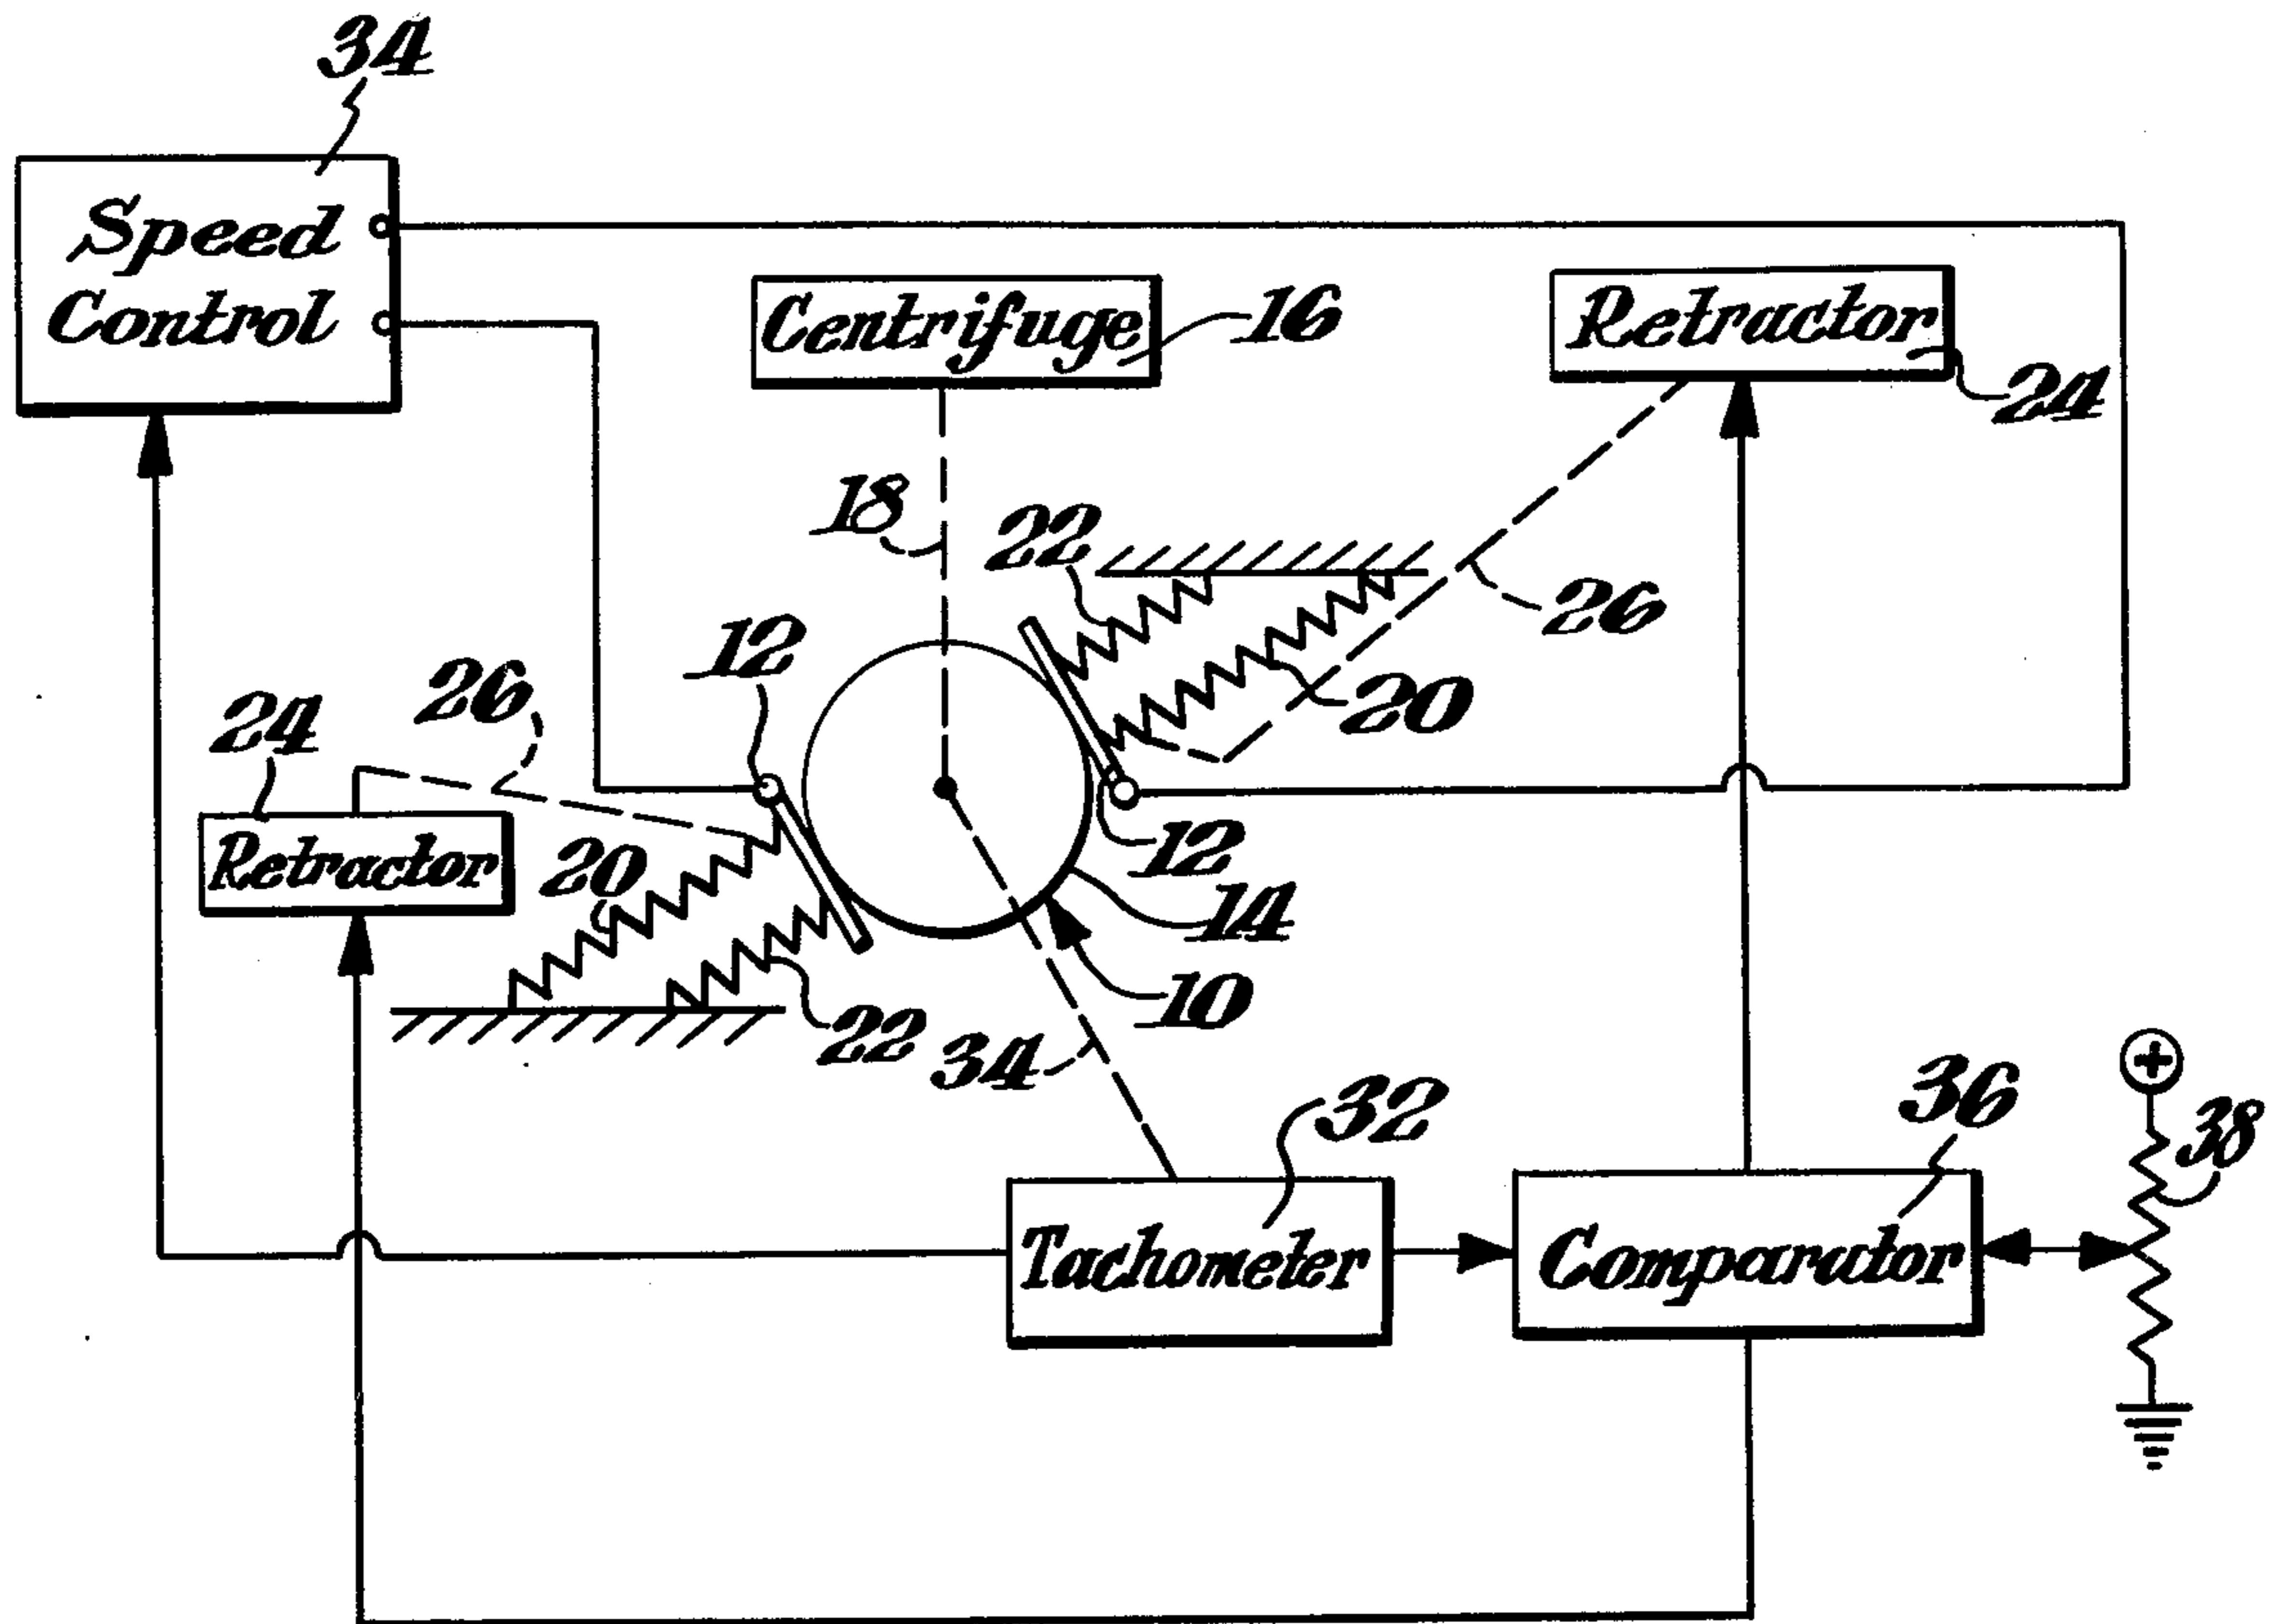 34
Speed
Control
Centrifuge
16
Retractor
24
18
22
26
12
20
26
24
Retractor
20
12
14
10
22
34
32
36
38
Tachometer
Comparator
+